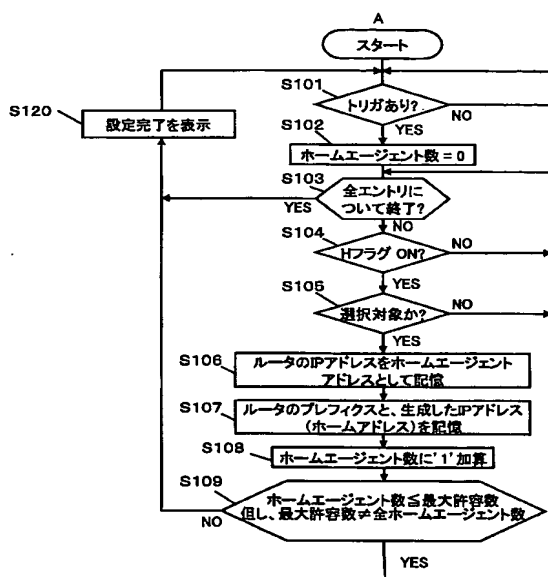 A
スタート
S101
トリガあり?
NO
YES
S120
設定完了を表示
S102
ホームエージェント数=0
S103
全エントリに
ついて終了?
YES
NO
S104
HフラグON?
NO
YES
S105
選択対象か?
NO
YES
S106
ルータのIPアドレスをホームエージェント
アドレスとして記憶
S107
ルータのプレフィクスと、生成したIPアドレス
(ホームアドレス)を記憶
S108
ホームエージェント数に'1'加算
S109
ホームエージェント数≦最大許容数
但し、最大許容数≠全ホームエージェント数
NO
YES